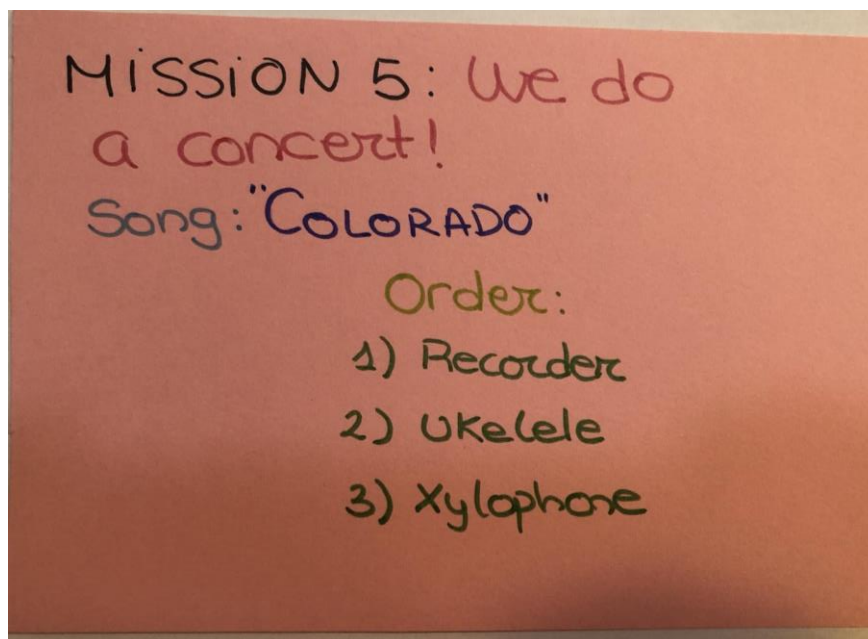 MiSSiON 5: We do
a concert!
Song: "COLORADO"
Order:
1) Recorder
2) Ukelele
3) Xylophone